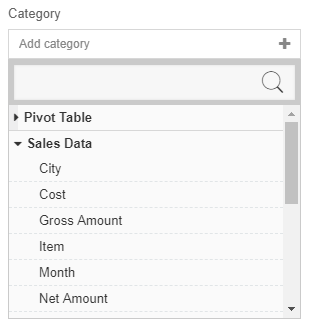 Category
Add category
Pivot Table
Sales Data
City
Cost
Gross Amount
Item
Month
Net Amount